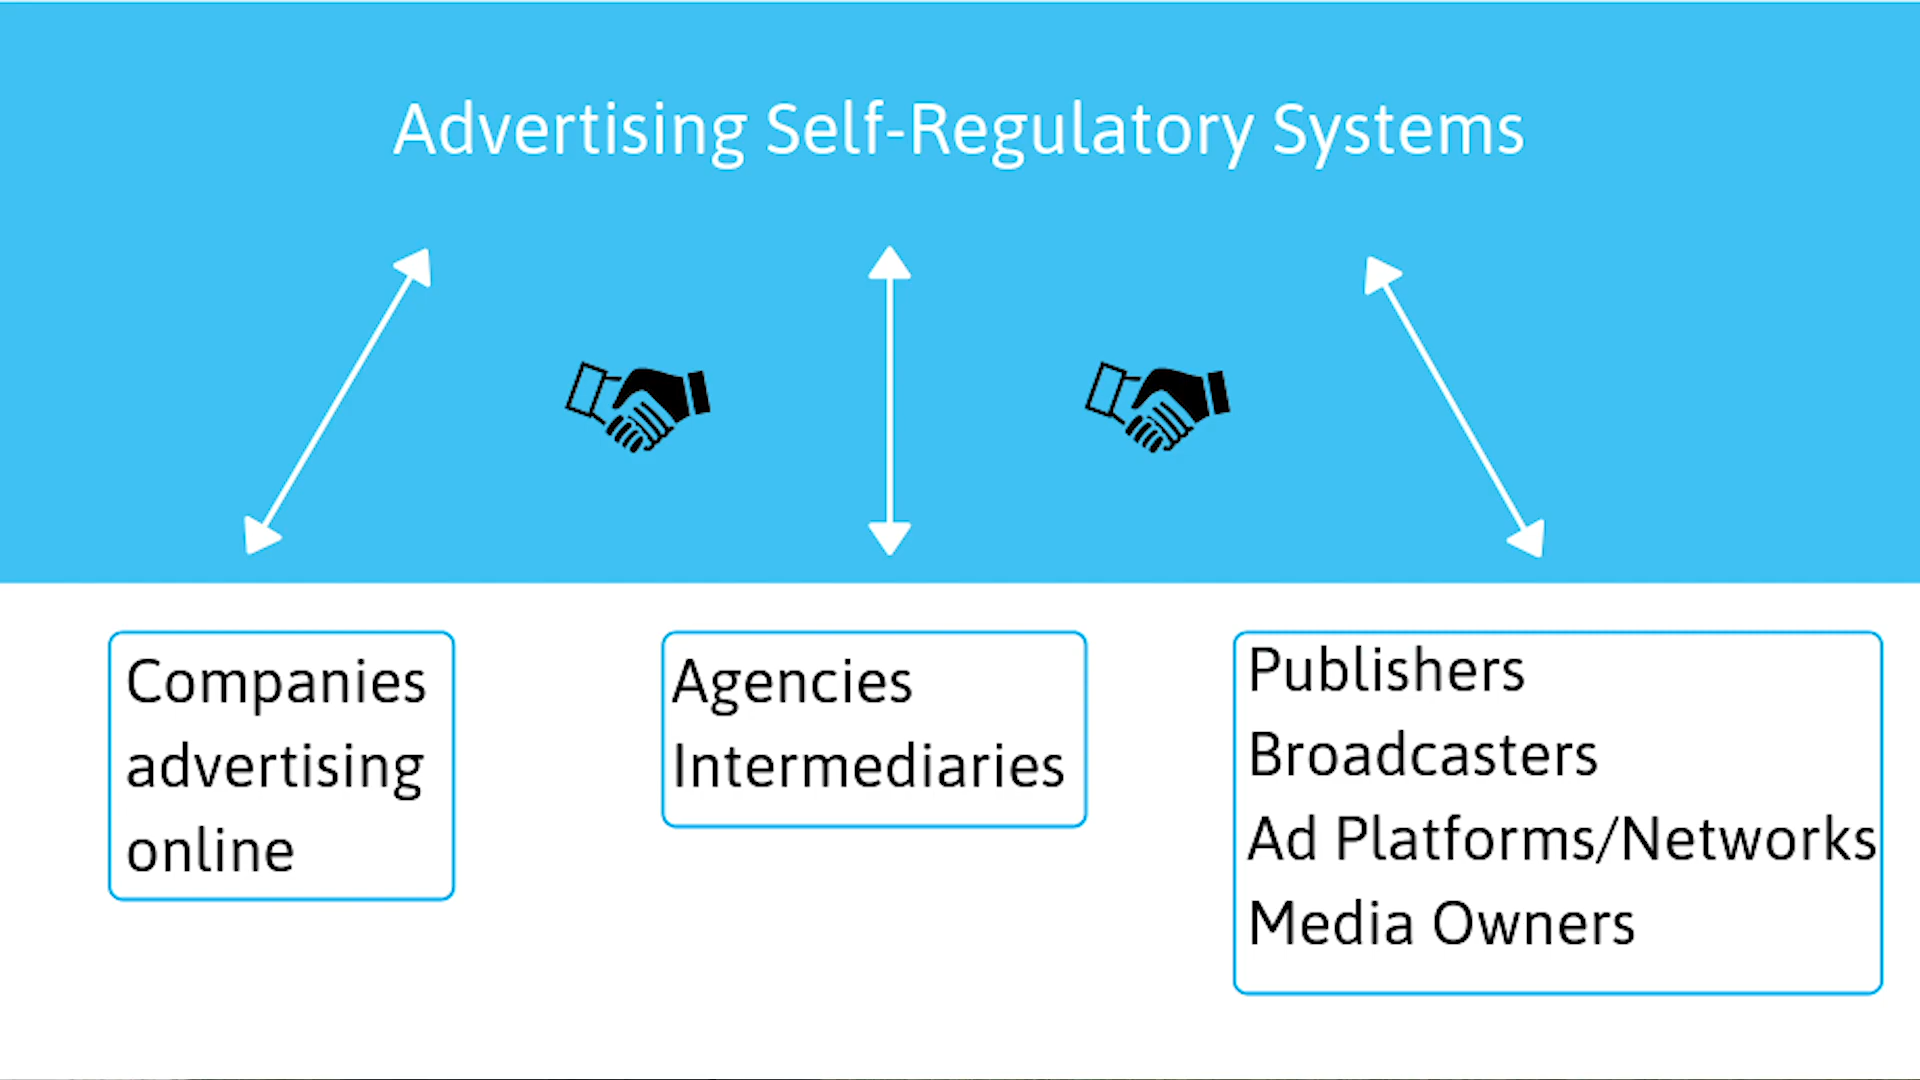 Advertising Self-Regulatory Systems
Companies
advertising
online
Agencies
Intermediaries
Publishers
Broadcasters
Ad Platforms/Networks
Media Owners